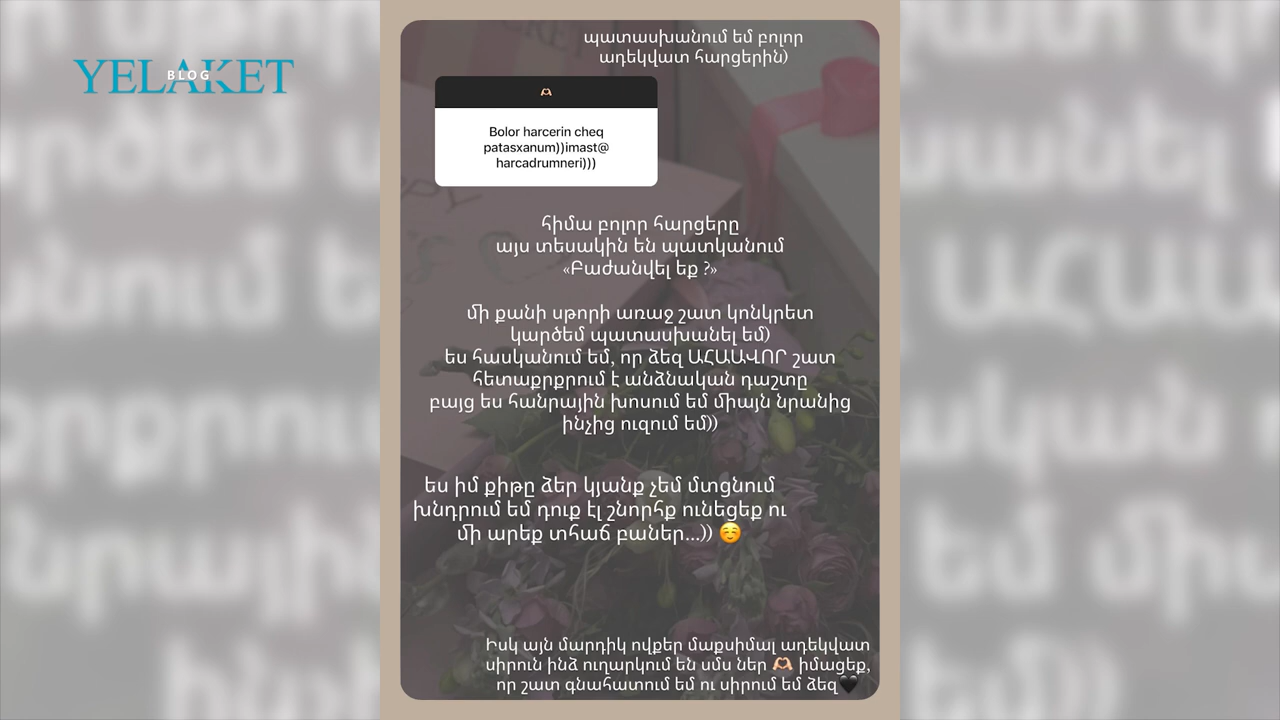 YELAKET
BLOG
պատասխանում եմ բոլոր
ադեկվատ հարցերին)
🫶🏻
Bolor harcerin cheq
patasxanum))imast@
harcadrumneri)))
հիմա բոլոր հարցերը
այս տեսակին են պատկանում
«Բաժանվել եք ?»
մի քանի սթորի առաջ շատ կոնկրետ
կարծեմ պատասխանել եմ)
ես հասկանում եմ, որ ձեզ ԱՀԱԱՎՈՐ շատ
հետաքրքրում է անձնական դաշտը
բայց ես հանրային խոսում եմ միայն նրանից
ինչից ուզում եմ))
ես իմ քիթը ձեր կյանք չեմ մտցնում
խնդրում եմ դուք էլ շնորհք ունեցեք ու
մի արեք տհաճ բաներ...)) ☺️
Իսկ այն մարդիկ ովքեր մաքսիմալ ադեկվատ
սիրուն ինձ ուղարկում են սմս ներ 🫶🏻 իմացեք,
որ շատ գնահատում եմ ու սիրում եմ ձեզ🖤